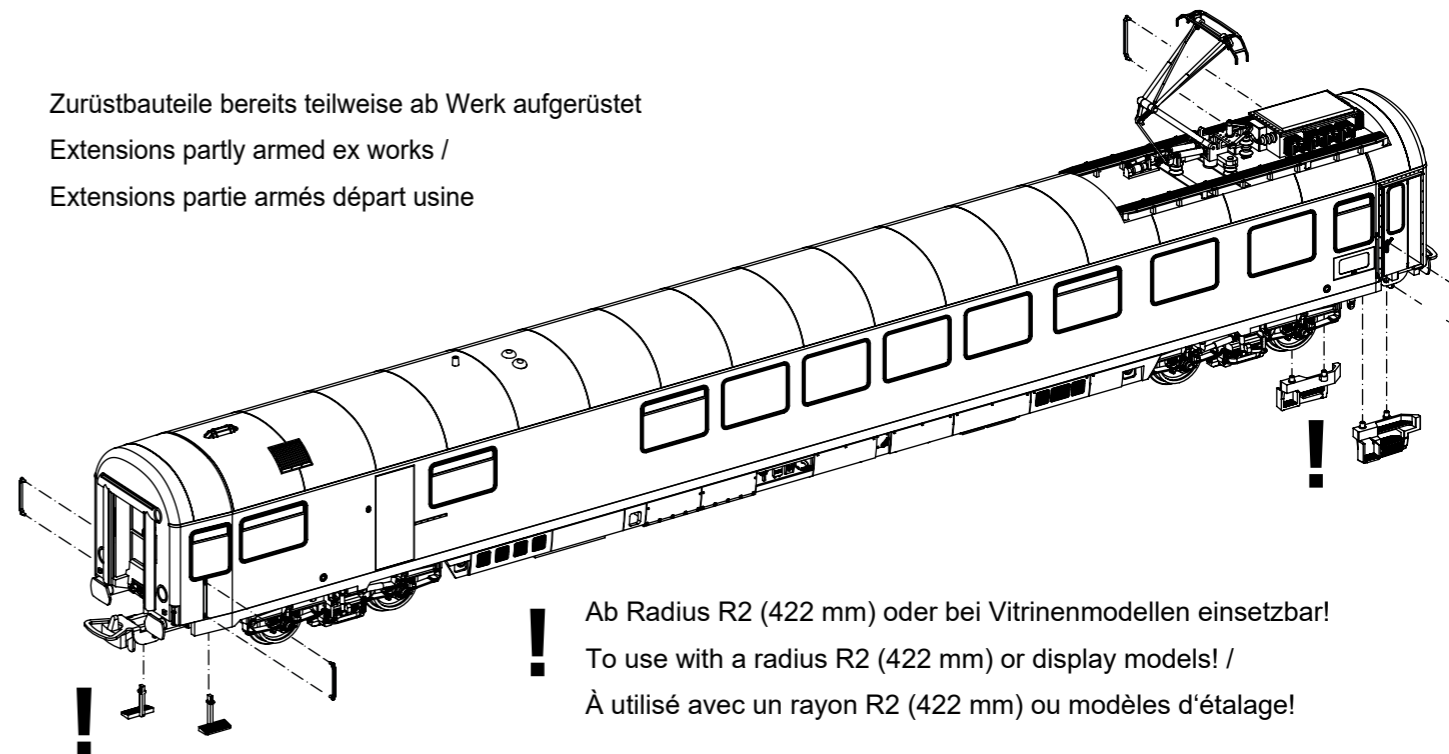 Zurüstbauteile bereits teilweise ab Werk aufgerüstet
Extensions partly armed ex works /
Extensions partie armés départ usine
!
! Ab Radius R2 (422 mm) oder bei Vitrinenmodellen einsetzbar!
To use with a radius R2 (422 mm) or display models! /
À utilisé avec un rayon R2 (422 mm) ou modèles d‘étalage!
!